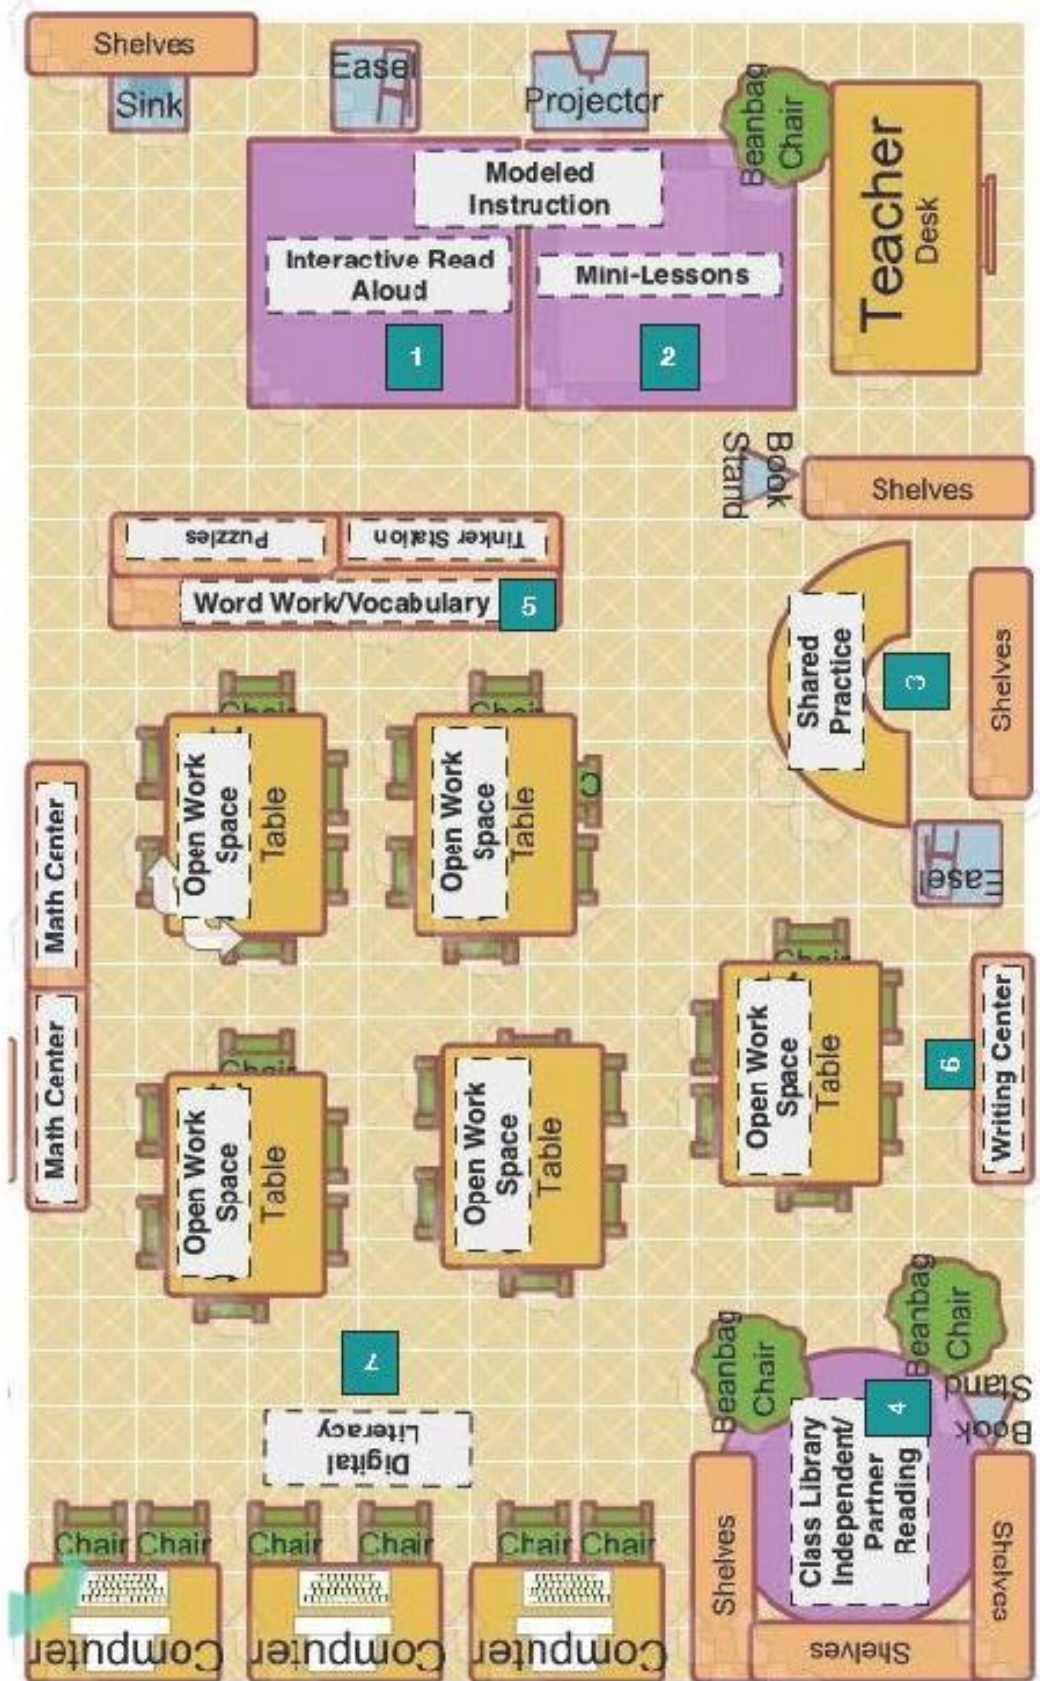 Shelves
Sink
Easel
Projector
Beanbag
Chair
Teacher
Desk
Modeled
Instruction
Interactive Read
Aloud
Mini-Lessons
1
2
Book
Stand
Shelves
Puzzles
Tinker Station
Word Work/Vocabulary
5
Shared
Practice
3
Shelves
Easel
Chair
Open Work
Space
Table
Chair
Open Work
Space
Table
C
Math Center
Math Center
Chair
Open Work
Space
Table
Open Work
Space
Table
Chair
Open Work
Space
Table
6
Writing Center
7
Digital
Literacy
Beanbag
Chair
Beanbag
Chair
Book
Stand
4
Class Library
Independent/
Partner
Reading
Shelves
Shelves
Shelves
Chair
Chair
Chair
Chair
Chair
Chair
Computer
Computer
Computer